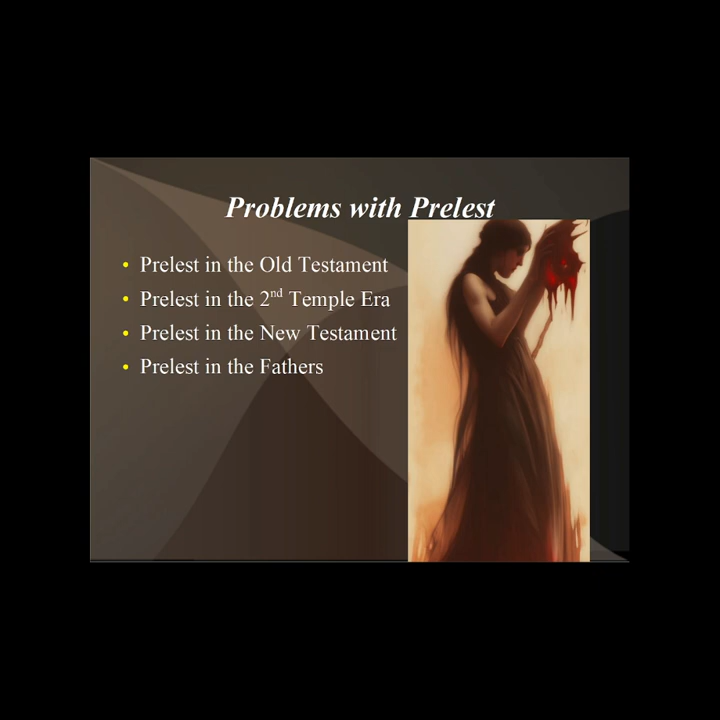 Problems with Prelest
• Prelest in the Old Testament
• Prelest in the 2nd Temple Era
• Prelest in the New Testament
• Prelest in the Fathers